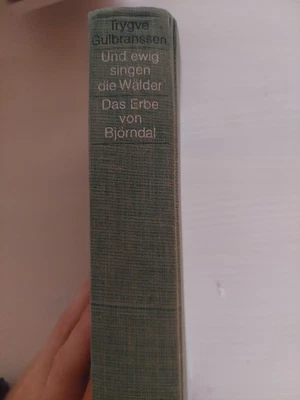 Trygve
Gulbranssen
Und ewig
singen
die Wälder
Das Erbe
von
Björndal